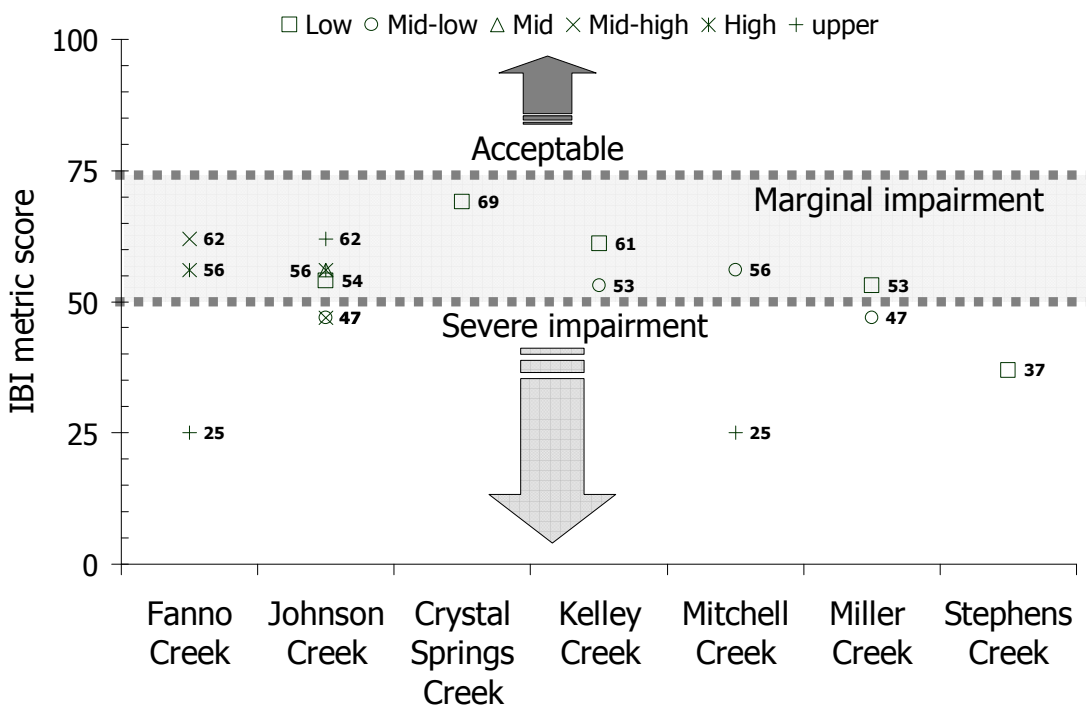 Low Mid-low Mid Mid-high High upper
100
Acceptable
75
Marginal impairment
69
62 62 61
56 56 56
54 53 53
50
47 47
Severe impairment
37
25 25 25
0
IBI metric score
Fanno Creek
Johnson Creek
Crystal Springs Creek
Kelley Creek
Mitchell Creek
Miller Creek
Stephens Creek